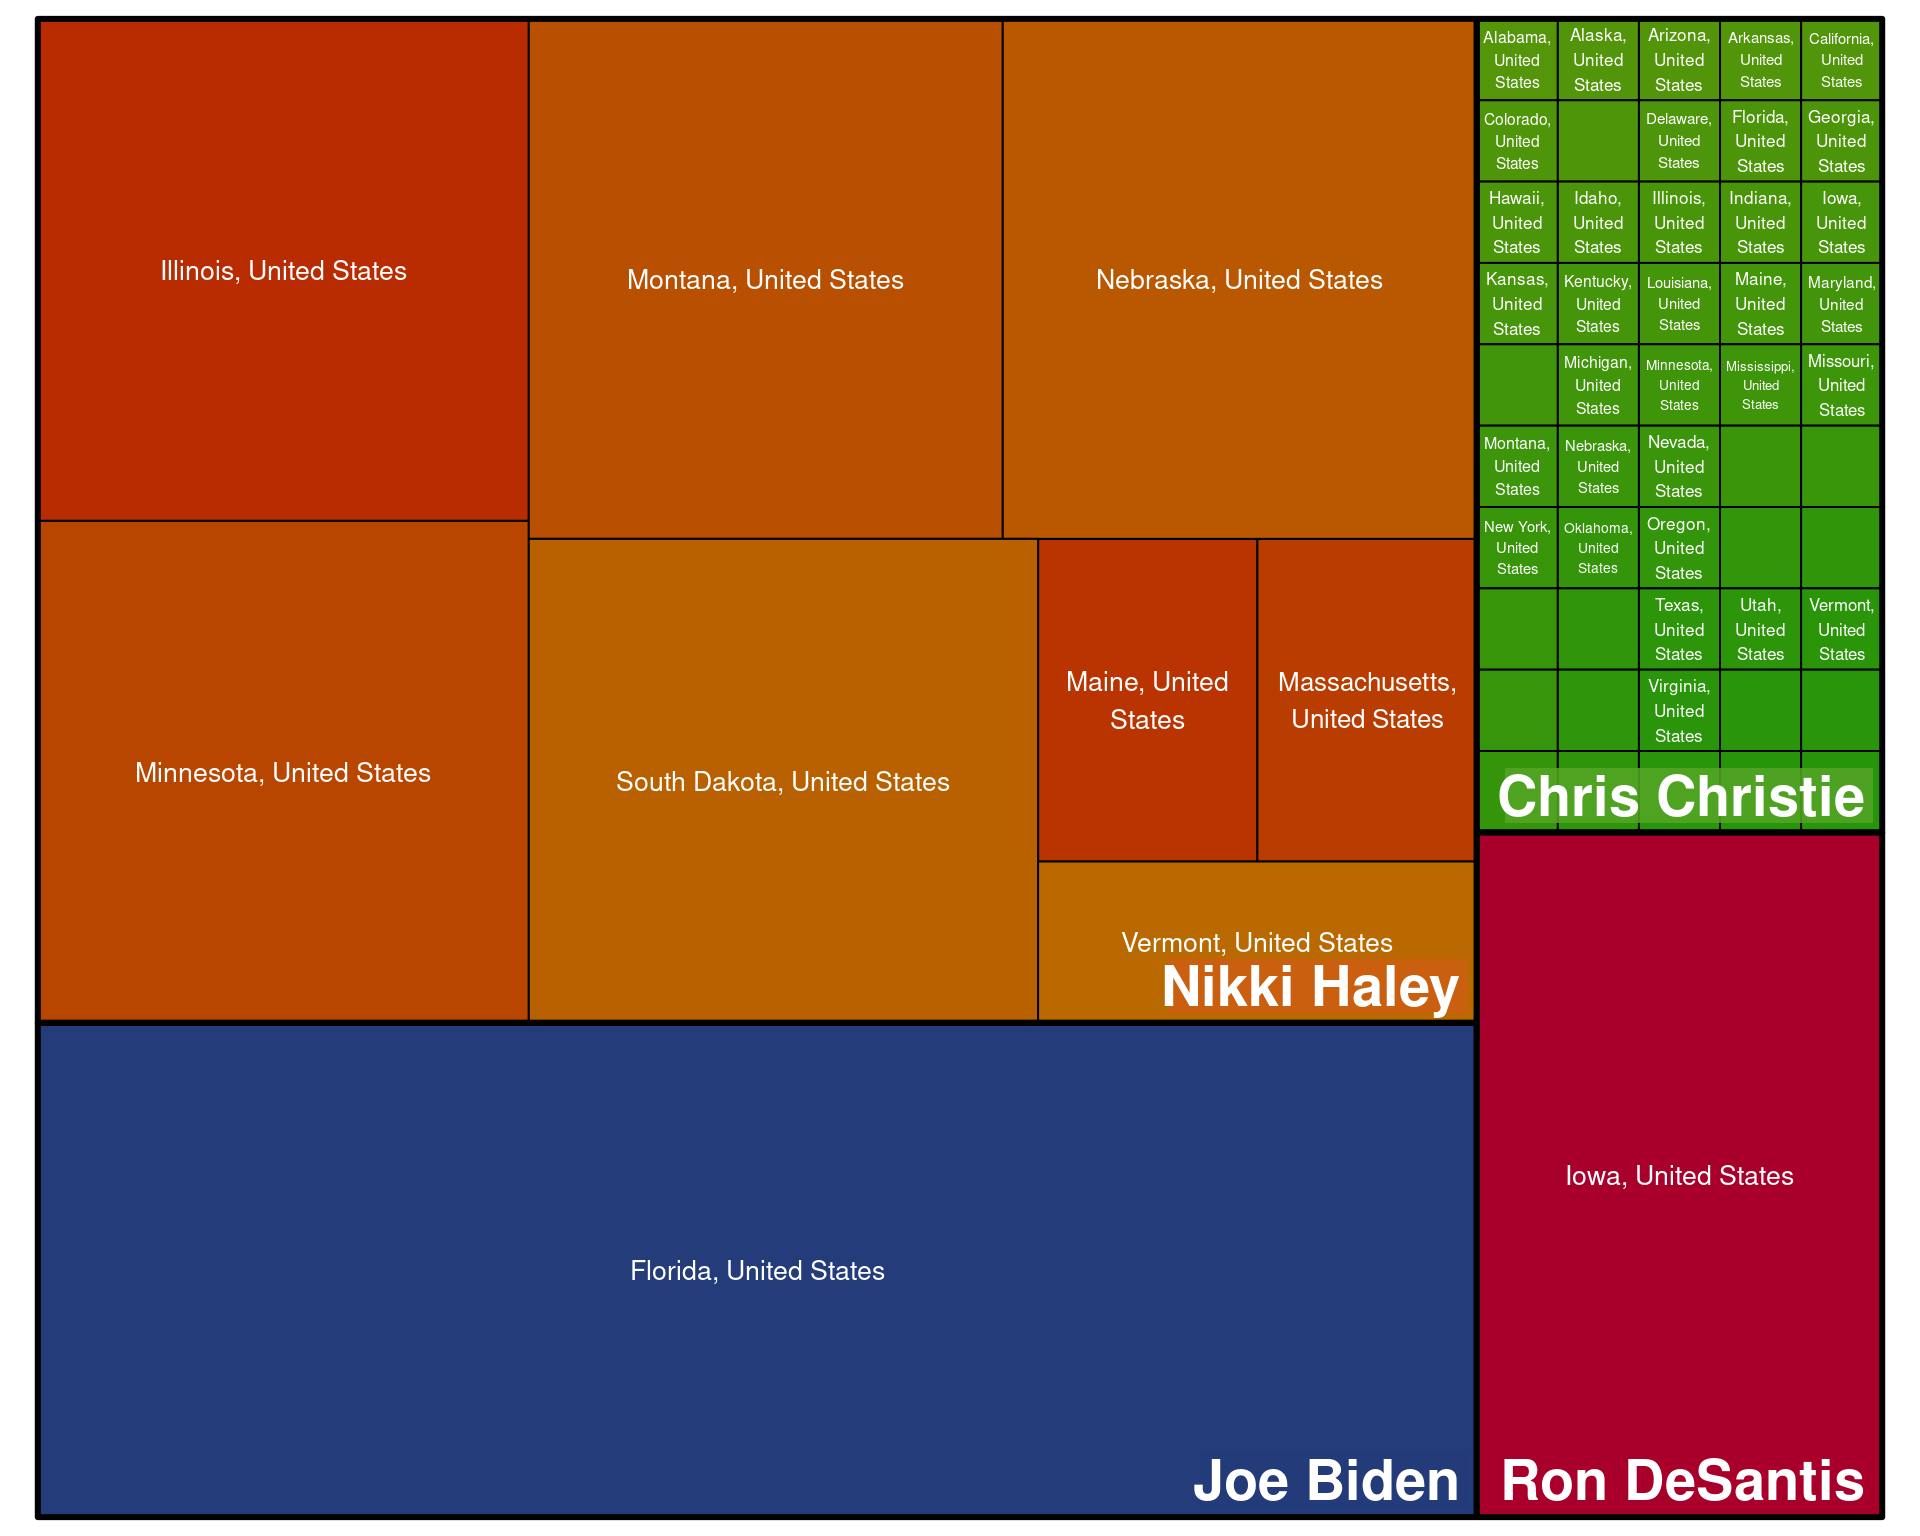 Illinois, United States
Montana, United States
Nebraska, United States
Minnesota, United States
South Dakota, United States
Maine, United
States
Massachusetts,
United States
Vermont, United States
Nikki Haley
Florida, United States
Joe Biden
Alabama,
United
States
Alaska,
United
States
Arizona,
United
States
Arkansas,
United
States
California,
United
States
Colorado,
United
States
Delaware,
United
States
Florida,
United
States
Georgia,
United
States
Hawaii,
United
States
Idaho,
United
States
Illinois,
United
States
Indiana,
United
States
Iowa,
United
States
Kansas,
United
States
Kentucky,
United
States
Louisiana,
United
States
Maine,
United
States
Maryland,
United
States
Michigan,
United
States
Minnesota,
United
States
Mississippi,
United
States
Missouri,
United
States
Montana,
United
States
Nebraska,
United
States
Nevada,
United
States
New York,
United
States
Oklahoma,
United
States
Oregon,
United
States
Texas,
United
States
Utah,
United
States
Vermont,
United
States
Virginia,
United
States
Chris Christie
Iowa, United States
Ron DeSantis